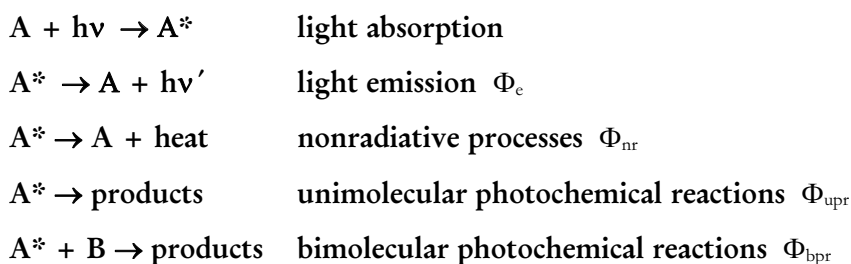 A + hν → A* light absorption
A* → A + hν′ light emission Φe
A* → A + heat nonradiative processes Φnr
A* → products unimolecular photochemical reactions Φupr
A* + B → products bimolecular photochemical reactions Φbpr